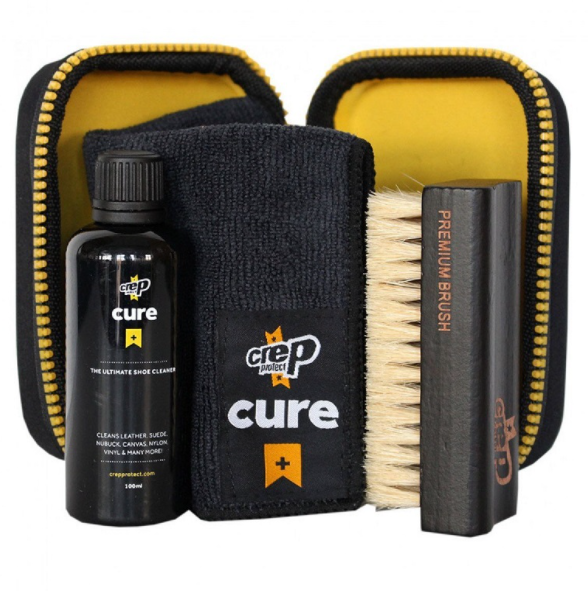 crep
protect
cure
+
THE ULTIMATE SHOE CLEANER
CLEANS LEATHER, SUEDE,
NUBUCK, CANVAS, NYLON,
VINYL & MANY MORE!
crepprotect.com
100ml
crep
protect
cure
+
PREMIUM BRUSH
crep